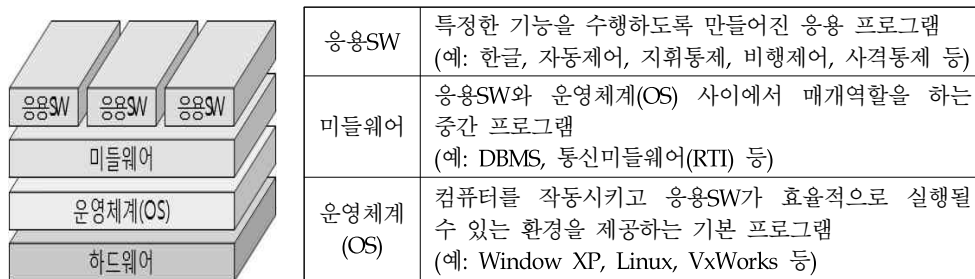 응용SW 응용SW 응용SW
미들웨어
운영체계(OS)
하드웨어
응용SW
특정한 기능을 수행하도록 만들어진 응용 프로그램
(예: 한글, 자동제어, 지휘통제, 비행제어, 사격통제 등)
미들웨어
응용SW와 운영체계(OS) 사이에서 매개역할을 하는
중간 프로그램
(예: DBMS, 통신미들웨어(RTI) 등)
운영체계
(OS)
컴퓨터를 작동시키고 응용SW가 효율적으로 실행될
수 있는 환경을 제공하는 기본 프로그램
(예: Window XP, Linux, VxWorks 등)